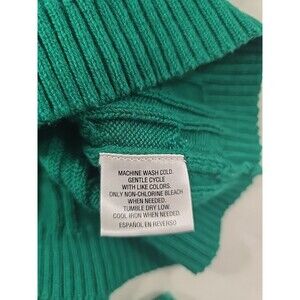 MACHINE WASH COLD.
GENTLE CYCLE
WITH LIKE COLORS.
ONLY NON-CHLORINE BLEACH
WHEN NEEDED.
TUMBLE DRY LOW.
COOL IRON WHEN NEEDED.
ESPAÑOL EN REVERSO